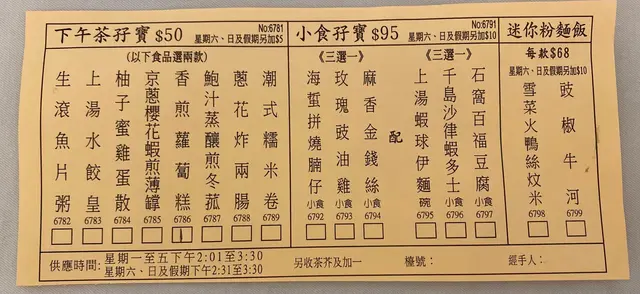 下午茶孖寶 $50
No:6781
星期六、日及假期另加$5
(以下食品選兩款)
生滾魚片粥
6782
上湯水餃皇
6783
柚子蜜雞蛋散
6784
京蔥櫻花蝦煎薄罉
6785
香煎蘿蔔糕
6786
鮑汁蒸釀煎冬菰
6787
蔥花炸兩腸
6788
潮式糯米卷
6789
小食孖寶 $95
No:6791
星期六、日及假期另加$10
《三選一》
海蜇拼燒腩仔
小食
6792
玫瑰豉油雞
小食
6793
麻香金錢絲
小食
6794
配
《三選一》
上湯蝦球伊麵
碗
6795
千島沙律蝦多士
小食
6796
石窩百福豆腐
小食
6797
迷你粉麵飯
每款$68
星期六、日及假期另加$10
雪菜火鴨絲炆米
6798
豉椒牛河
6799
供應時間:
星期一至五下午2:01至3:30
星期六、日及假期下午2:31至3:30
另收茶芥及加一
檯號:
經手人: